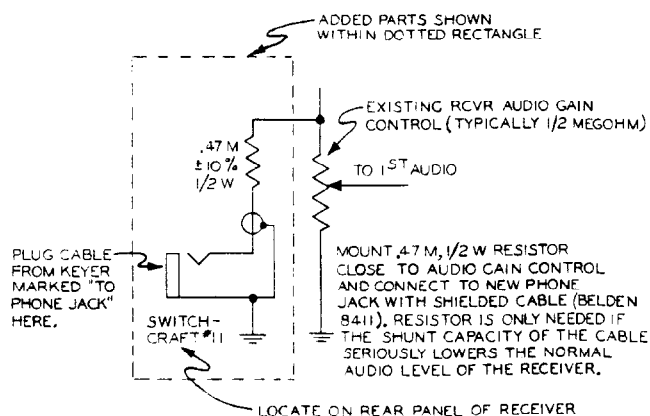 ADDED PARTS SHOWN
WITHIN DOTTED RECTANGLE
EXISTING RCVR AUDIO GAIN
CONTROL (TYPICALLY 1/2 MEGOHM)
.47 M
±10%
1/2 W
TO 1ST AUDIO
PLUG CABLE
FROM KEYER
MARKED "TO
PHONE JACK"
HERE.
SWITCH-
CRAFT #11
MOUNT .47 M, 1/2 W RESISTOR
CLOSE TO AUDIO GAIN CONTROL
AND CONNECT TO NEW PHONE
JACK WITH SHIELDED CABLE (BELDEN
8411). RESISTOR IS ONLY NEEDED IF
THE SHUNT CAPACITY OF THE CABLE
SERIOUSLY LOWERS THE NORMAL
AUDIO LEVEL OF THE RECEIVER.
LOCATE ON REAR PANEL OF RECEIVER